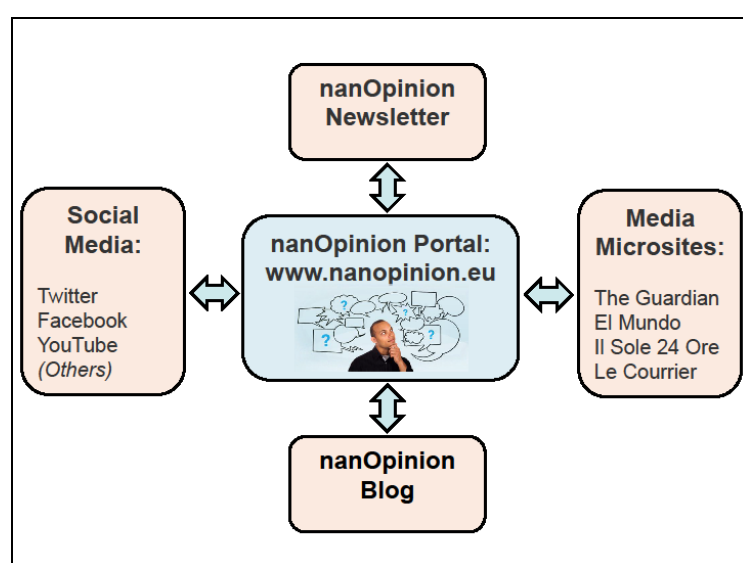 nanOpinion
Newsletter
Social
Media:
Twitter
Facebook
YouTube
(Others)
nanOpinion Portal:
www.nanopinion.eu
?
?
?
?
Media
Microsites:
The Guardian
El Mundo
Il Sole 24 Ore
Le Courrier
nanOpinion
Blog